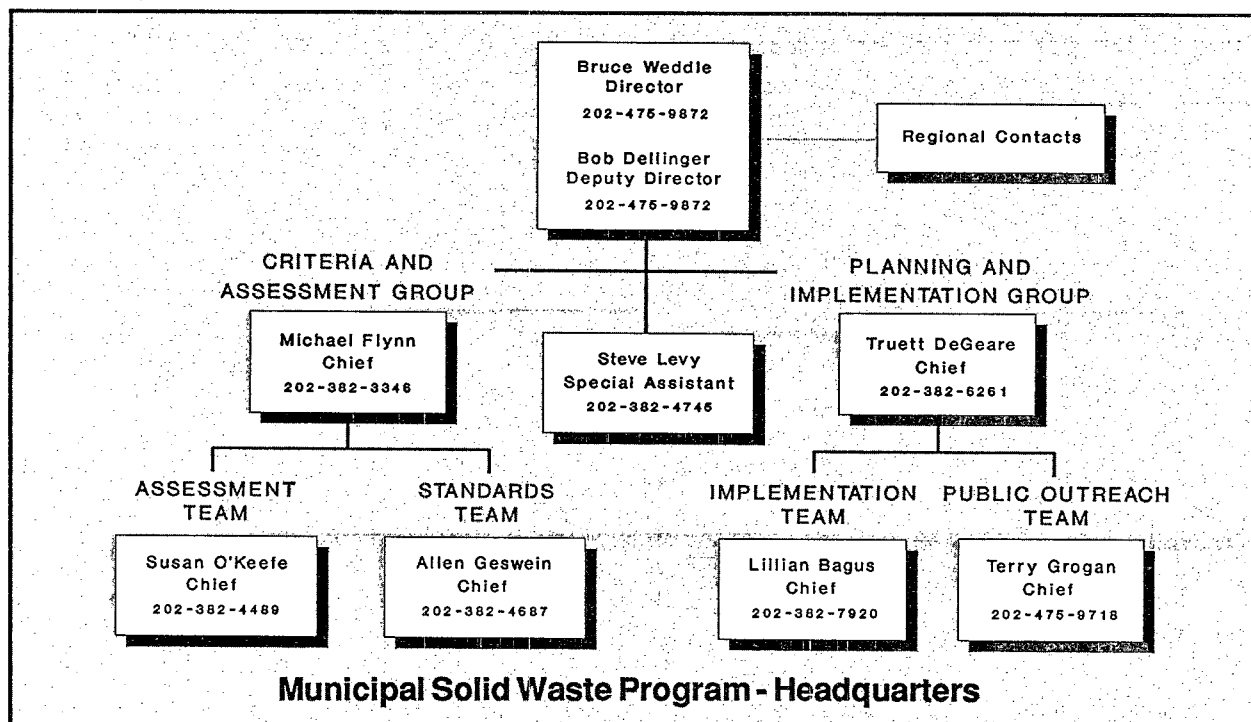 Bruce Weddle
Director
202-475-9872
Bob Dellinger
Deputy Director
202-475-9872
Regional Contacts
CRITERIA AND
ASSESSMENT GROUP
Michael Flynn
Chief
202-382-3346
Steve Levy
Special Assistant
202-382-4745
PLANNING AND
IMPLEMENTATION GROUP
Truett DeGeare
Chief
202-382-6261
ASSESSMENT
TEAM
Susan O'Keefe
Chief
202-382-4489
STANDARDS
TEAM
Allen Geswein
Chief
202-382-4687
IMPLEMENTATION
TEAM
Lillian Bagus
Chief
202-382-7920
PUBLIC OUTREACH
TEAM
Terry Grogan
Chief
202-475-9718
Municipal Solid Waste Program - Headquarters